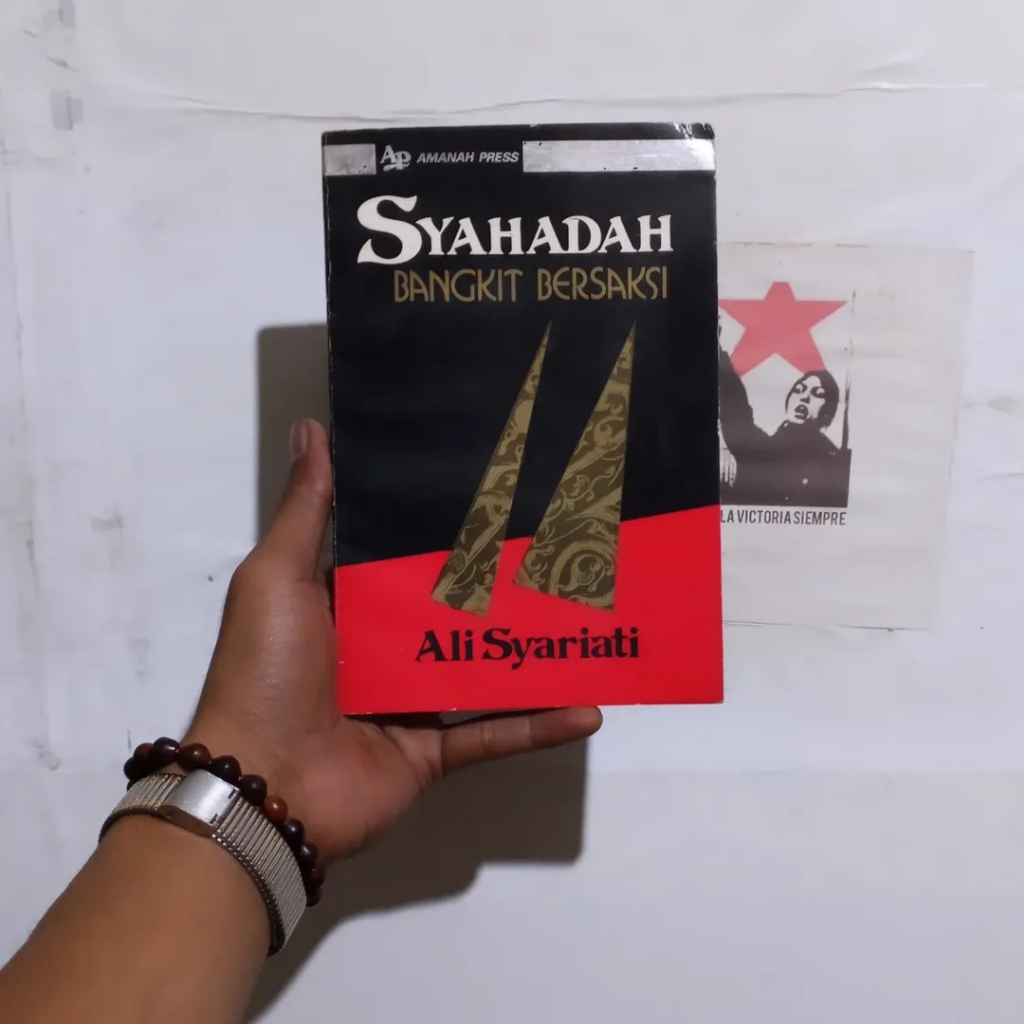 AP AMANAH PRESS
SYAHADAH
BANGKIT BERSAKSI
Ali Syariati
LA VICTORIA SIEMPRE